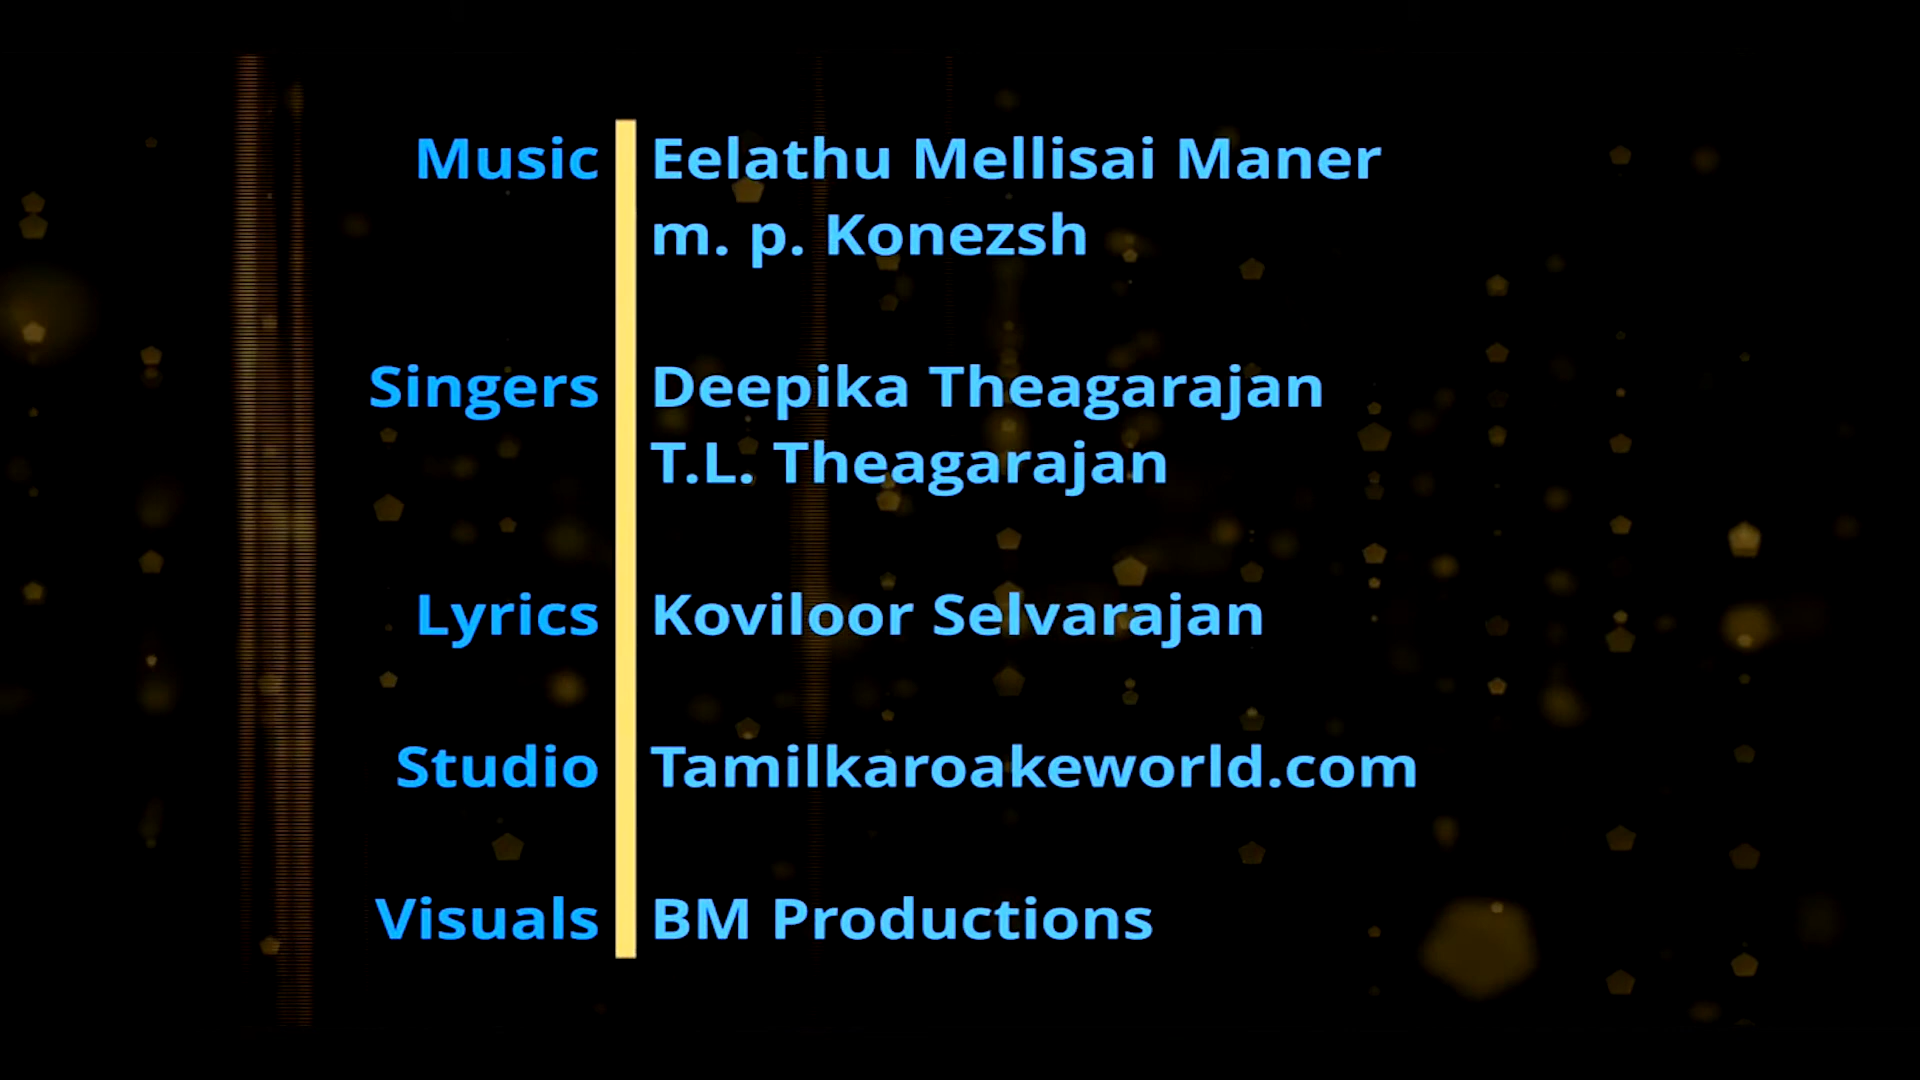 Music Eelathu Mellisai Maner
m. p. Konezsh
Singers Deepika Theagarajan
T.L. Theagarajan
Lyrics Koviloor Selvarajan
Studio Tamilkaroakeworld.com
Visuals BM Productions